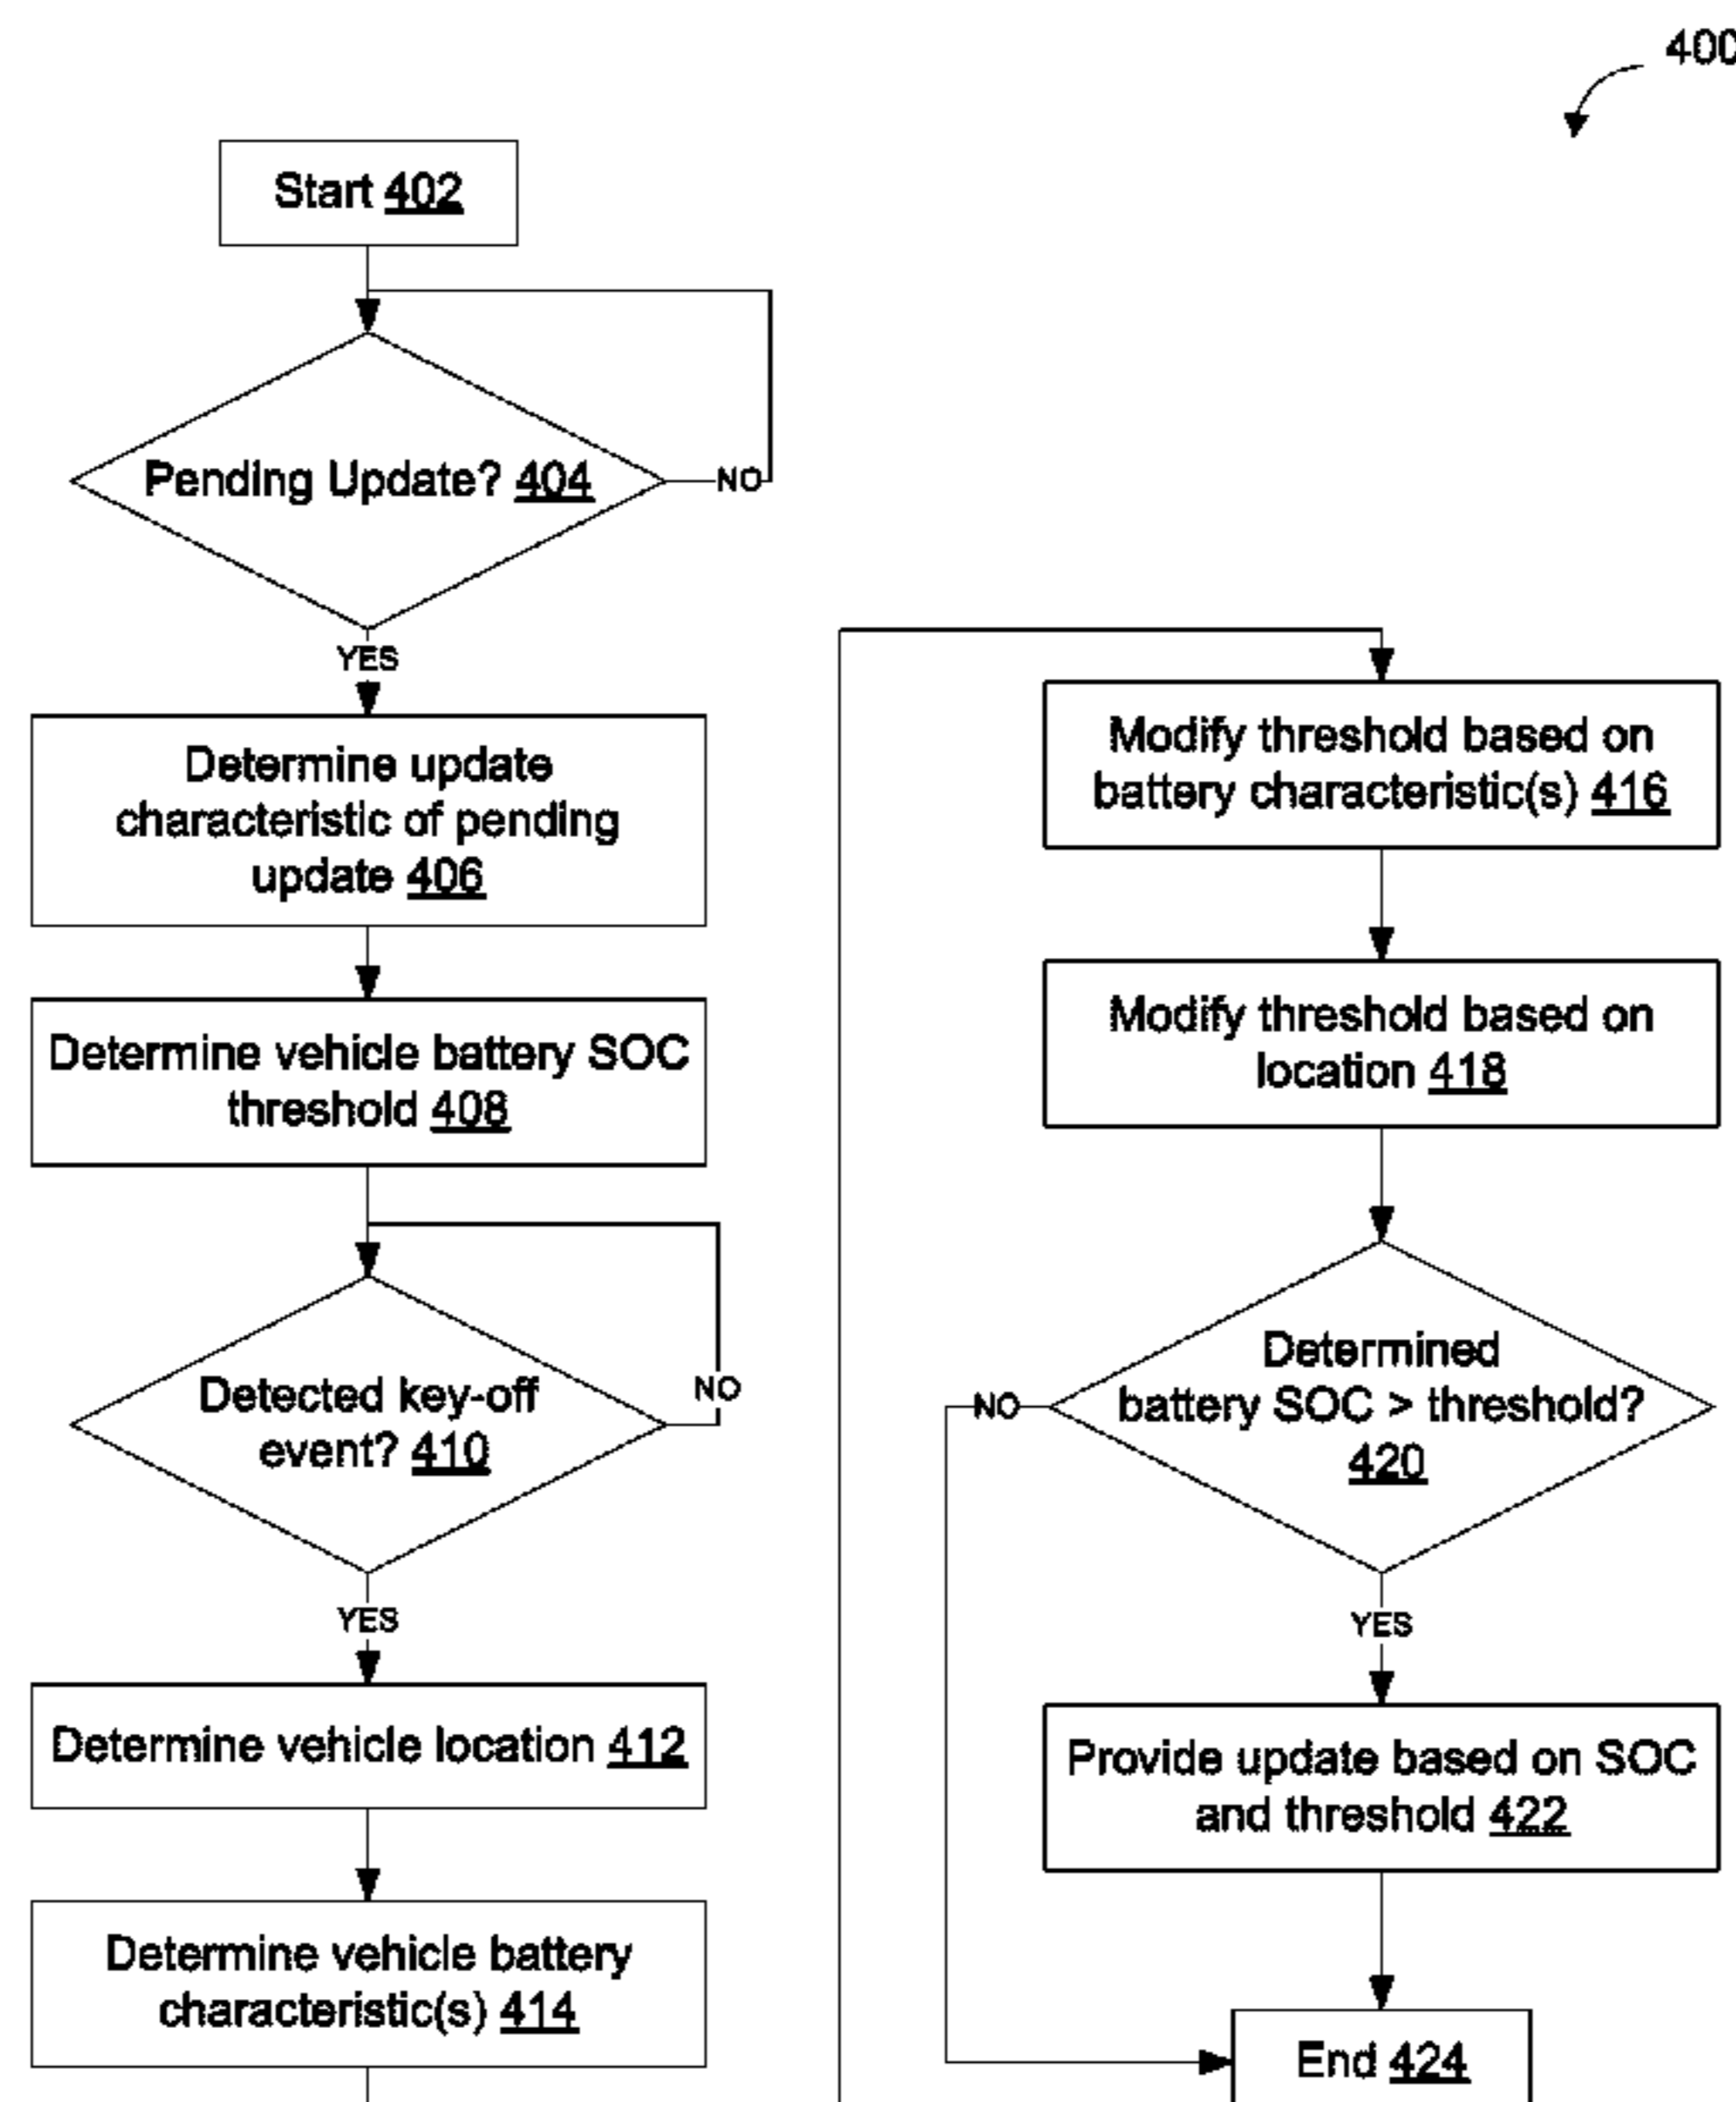 400
Start 402
Pending Update? 404
NO
YES
Determine update
characteristic of pending
update 406
Determine vehicle battery SOC
threshold 408
Detected key-off
event? 410
NO
YES
Determine vehicle location 412
Determine vehicle battery
characteristic(s) 414
Modify threshold based on
battery characteristic(s) 416
Modify threshold based on
location 418
Determined
battery SOC > threshold?
420
NO
YES
Provide update based on SOC
and threshold 422
End 424